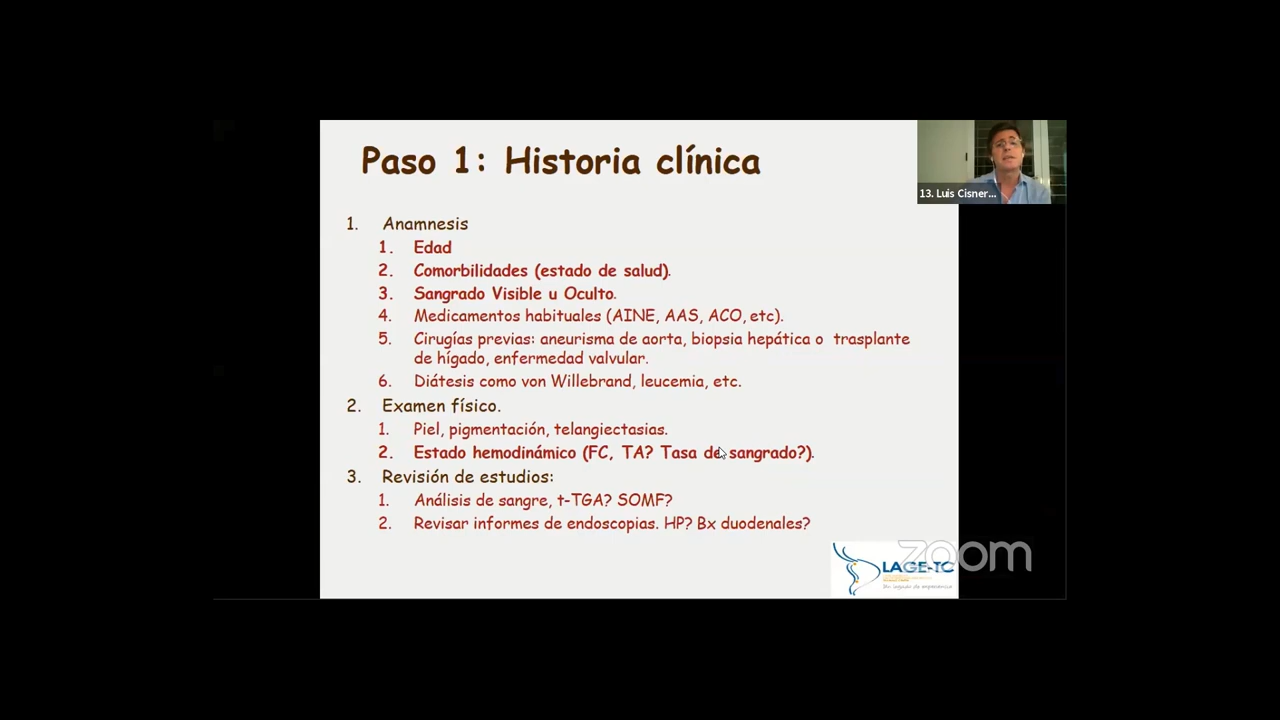 Paso 1: Historia clínica
13. Luis Cisner...
1. Anamnesis
1. Edad
2. Comorbilidades (estado de salud).
3. Sangrado Visible u Oculto.
4. Medicamentos habituales (AINE, AAS, ACO, etc).
5. Cirugías previas: aneurisma de aorta, biopsia hepática o trasplante
de hígado, enfermedad valvular.
6. Diátesis como von Willebrand, leucemia, etc.
2. Examen físico.
1. Piel, pigmentación, telangiectasias.
2. Estado hemodinámico (FC, TA? Tasa de sangrado?).
3. Revisión de estudios:
1. Análisis de sangre, t-TGA? SOMF?
2. Revisar informes de endoscopias. HP? Bx duodenales?
zoom
LAGE-TC